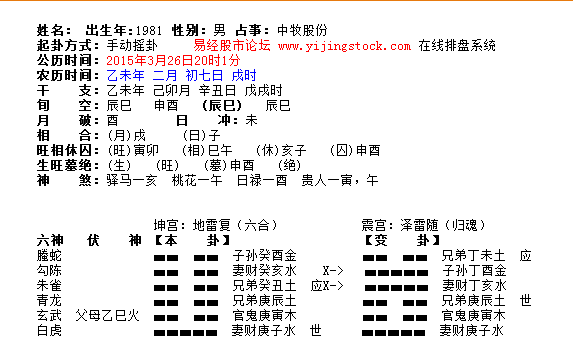 姓名: 出生年:1981 性别: 男 占事: 中牧股份
起卦方式: 手动摇卦 易经股市论坛 www.yijingstock.com 在线排盘系统
公历时间: 2015年3月26日20时1分
农历时间: 乙未年 二月 初七日 戌时
干 支: 乙未年 己卯月 辛丑日 戊戌时
旬 空: 辰巳 申酉 (辰巳) 辰巳
月 破: 酉 日 冲: 未
相 合: (月)戌 (日)子
旺相休囚: (旺)寅卯 (相)巳午 (休)亥子 (囚)申酉
生旺墓绝: (生) (旺) (墓)申酉 (绝)
神 煞: 驿马—亥 桃花—午 日禄—酉 贵人—寅,午
坤宫: 地雷复 (六合) 震宫: 泽雷随 (归魂)
六神 伏 神 【本 卦】 【变 卦】
螣蛇 子孙癸酉金 兄弟丁未土 应
勾陈 妻财癸亥水 X-> 子孙丁酉金
朱雀 兄弟癸丑土 应X-> 妻财丁亥水
青龙 兄弟庚辰土 兄弟庚辰土 世
玄武 父母乙巳火 官鬼庚寅木 官鬼庚寅木
白虎 妻财庚子水 世 妻财庚子水